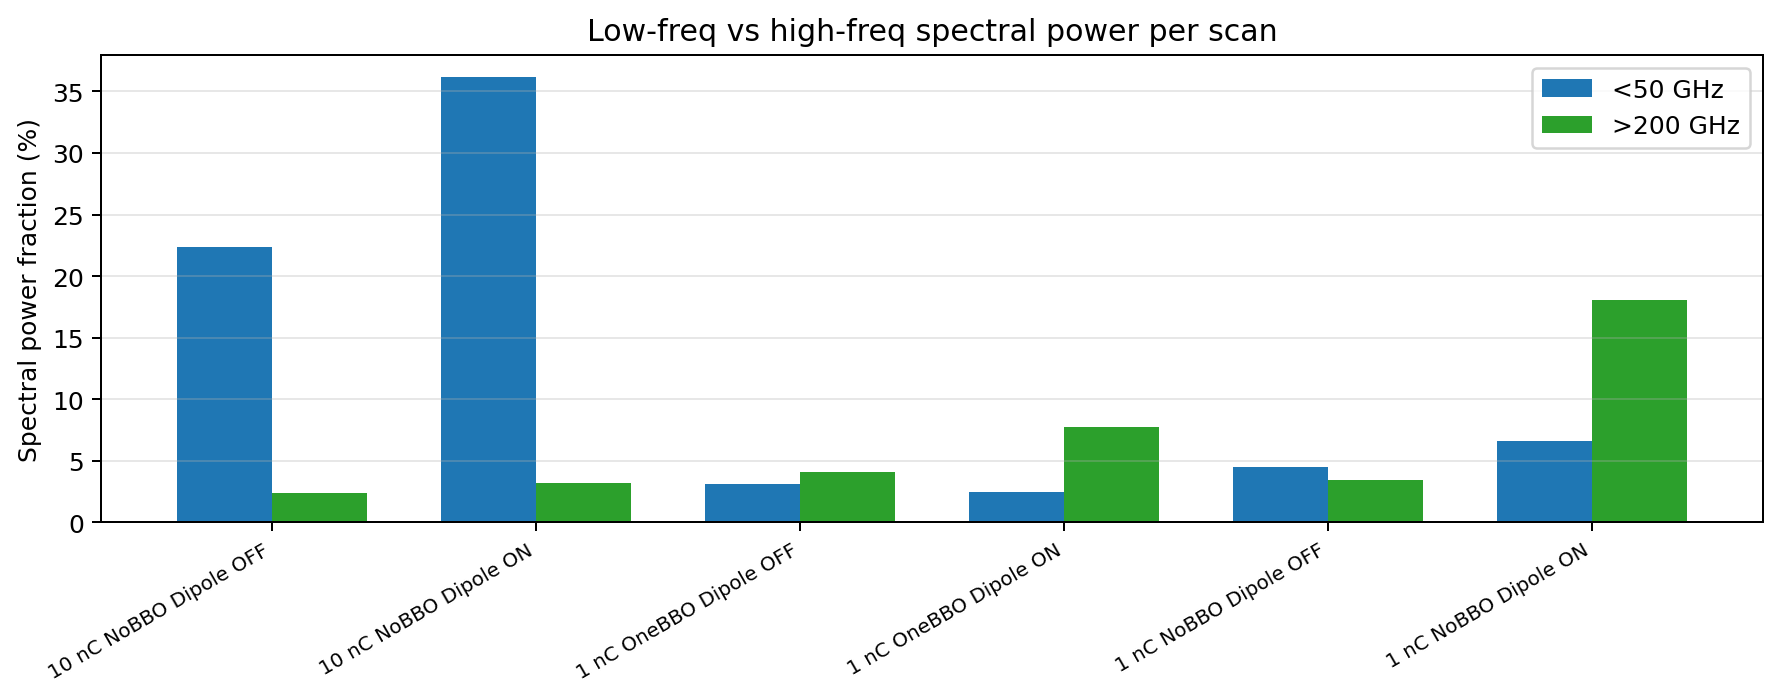 Low-freq vs high-freq spectral power per scan
Spectral power fraction (%)
35
30
25
20
15
10
5
0
<50 GHz
>200 GHz
10 nC NoBBO Dipole OFF
10 nC NoBBO Dipole ON
1 nC OneBBO Dipole OFF
1 nC OneBBO Dipole ON
1 nC NoBBO Dipole OFF
1 nC NoBBO Dipole ON